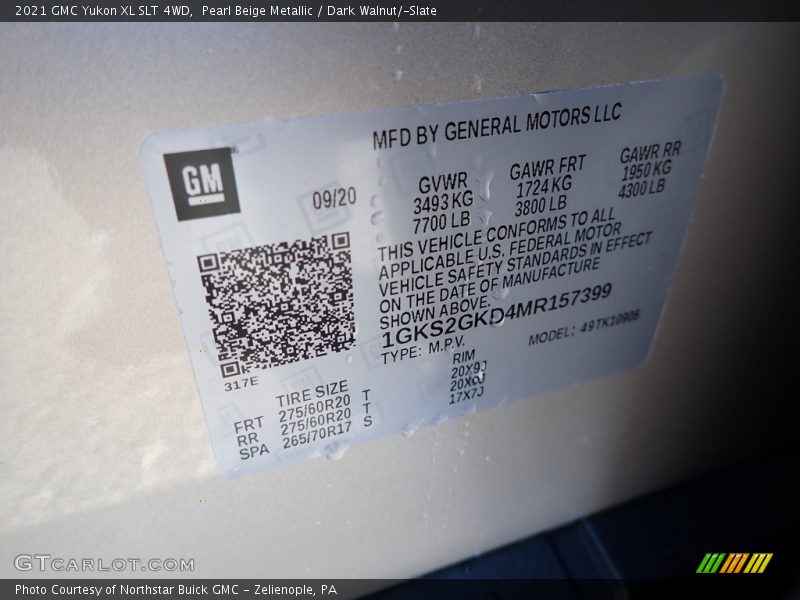 2021 GMC Yukon XL SLT 4WD, Pearl Beige Metallic / Dark Walnut/­Slate
MFD BY GENERAL MOTORS LLC
GM
09/20
GVWR GAWR FRT GAWR RR
3493 KG 1724 KG 1950 KG
7700 LB 3800 LB 4300 LB
THIS VEHICLE CONFORMS TO ALL
APPLICABLE U.S. FEDERAL MOTOR
VEHICLE SAFETY STANDARDS IN EFFECT
ON THE DATE OF MANUFACTURE
SHOWN ABOVE.
1GKS2GKD4MR157399
TYPE: M.P.V. MODEL: 49TK10906
317E
TIRE SIZE RIM
FRT 275/60R20 T 20X9J
RR 275/60R20 T 20X9J
SPA 265/70R17 S 17X7J
GTCARLOT.COM
Photo Courtesy of Northstar Buick GMC - Zelienople, PA